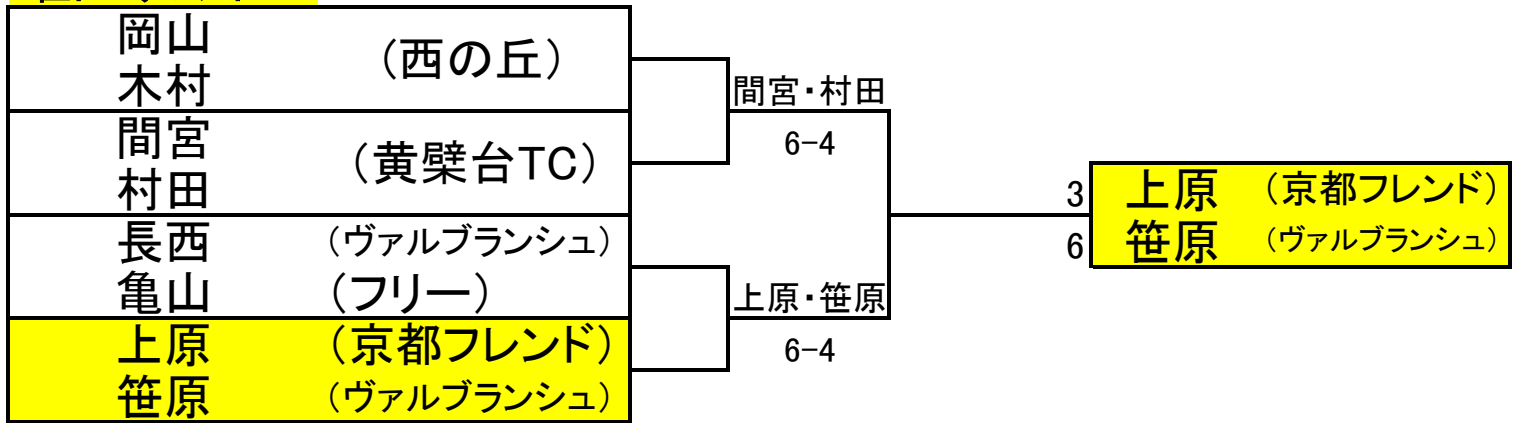 岡山
木村
(西の丘)
間宮
村田
(黄檗台TC)
長西 (ヴァルブランシュ)
亀山 (フリー)
上原 (京都フレンド)
笹原 (ヴァルブランシュ)
間宮・村田
6-4
上原・笹原
6-4
3
6
上原 (京都フレンド)
笹原 (ヴァルブランシュ)